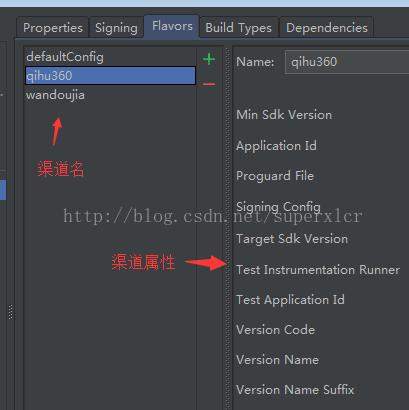 Properties Signing Flavors Build Types Dependencies
defaultConfig
qihu360
wandoujia
渠道名
渠道属性
Name: qihu360
Min Sdk Version
Application Id
Proguard File
Signing Config
http://blog.csdn.net/superxlcr
Target Sdk Version
Test Instrumentation Runner
Test Application Id
Version Code
Version Name
Version Name Suffix